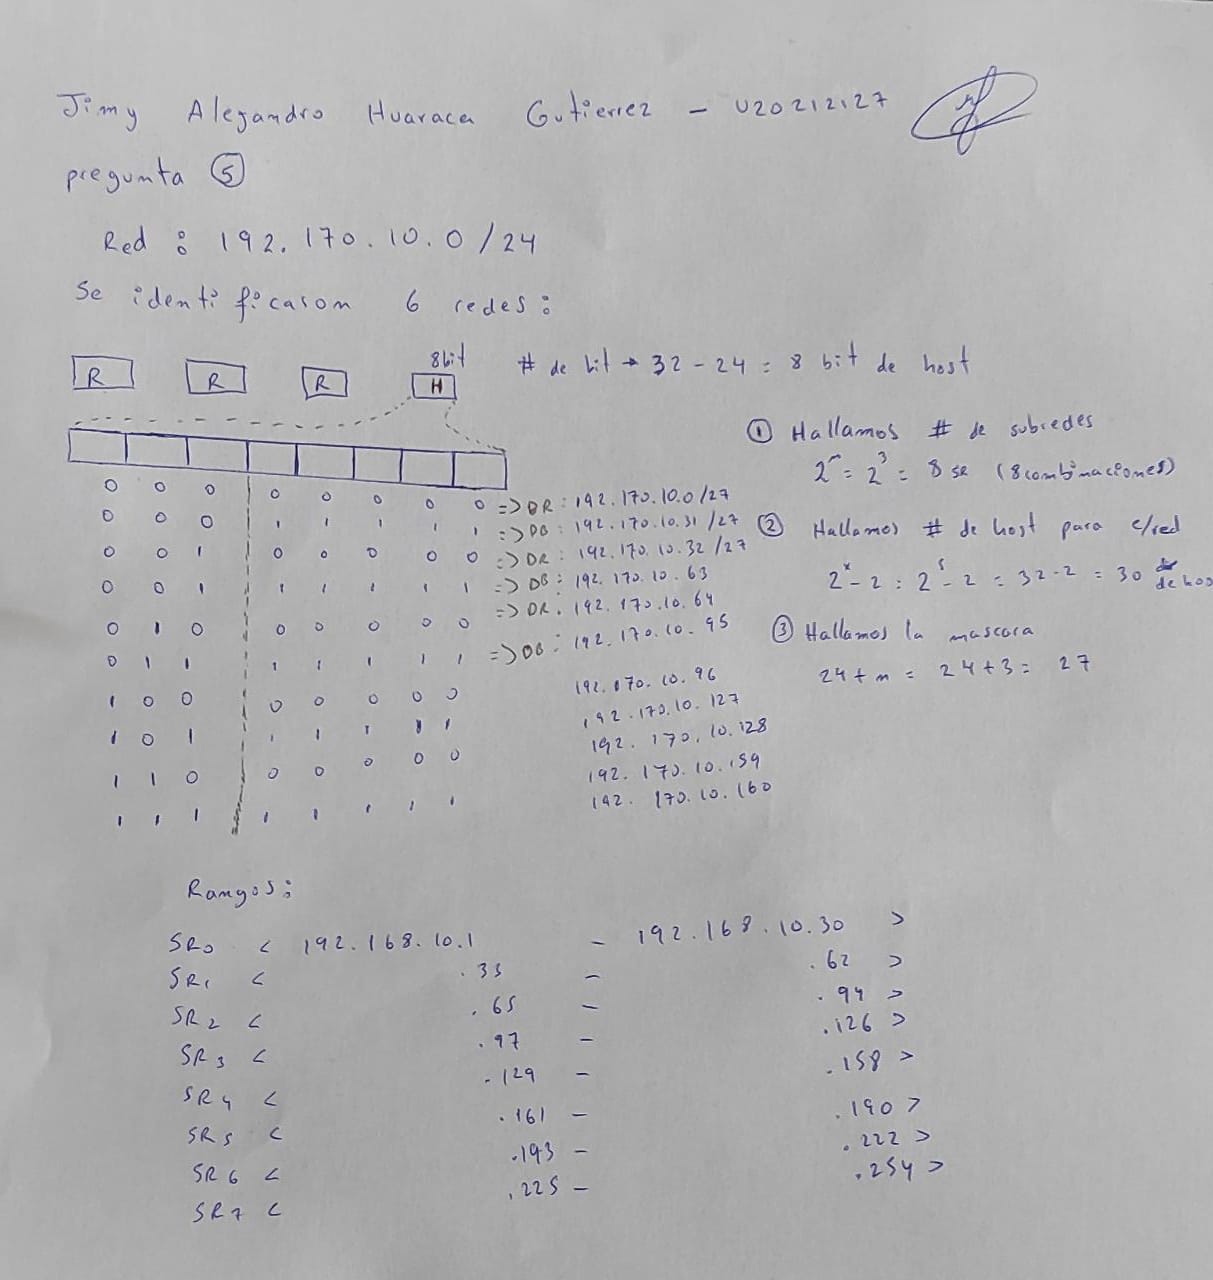 Jimy Alejandro Huaraca Gutierrez - U20212127
pregunta ⑤
Red : 192.170.10.0/24
Se identificaron 6 redes:
R R R 8bit H # de bit → 32 - 24 = 8 bit de host
① Hallamos # de subredes
2^n = 2^3 = 8 se (8 combinaciones)
② Hallamos # de host para c/red
2^x - 2 = 2^5 - 2 = 32-2 = 30 de hos
③ Hallamos la mascara
24+n = 24+3 = 27
0 0 0 0 0 0 0 0 => DR : 192.170.10.0/27
0 0 0 1 1 1 1 1 => DB : 192.170.10.31/27
0 0 1 0 0 0 0 0 => DR : 192.170.10.32/27
0 0 1 1 1 1 1 1 => DB : 192.170.10.63
=> DR. 192.170.10.64
0 1 0 0 0 0 0 0 => DB : 192.170.10.95
0 1 1 1 1 1 1 1
1 0 0 0 0 0 0 0 192.170.10.96
1 0 1 1 1 1 1 1 192.170.10.127
192.170.10.128
1 1 0 0 0 0 0 0 192.170.10.159
1 1 1 1 1 1 1 1 192.170.10.160
Rangos:
SR0 < 192.168.10.1 - 192.168.10.30 >
SR1 < .33 - .62 >
SR2 < .65 - .94 >
SR3 < .97 - .126 >
SR4 < .129 - .158 >
SR5 < .161 - .190 >
SR6 < .193 - .222 >
SR7 < .225 - .254 >